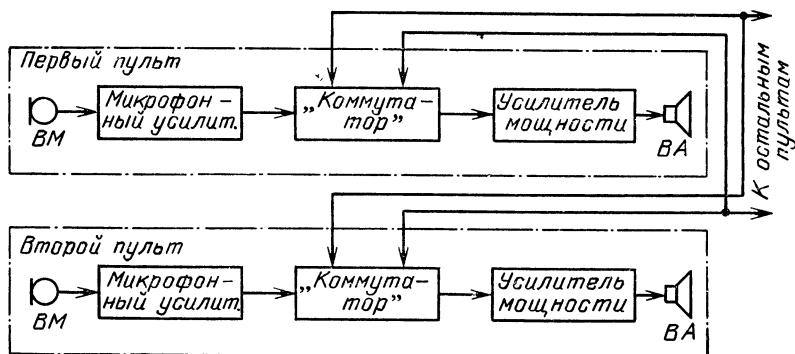 Первый пульт
ВМ
Микрофон-
ный усилит.
„Коммута-
тор”
Усилитель
мощности
ВА
К остальным
пультам
Второй пульт
ВМ
Микрофон-
ный усилит.
„Коммута-
тор”
Усилитель
мощности
ВА